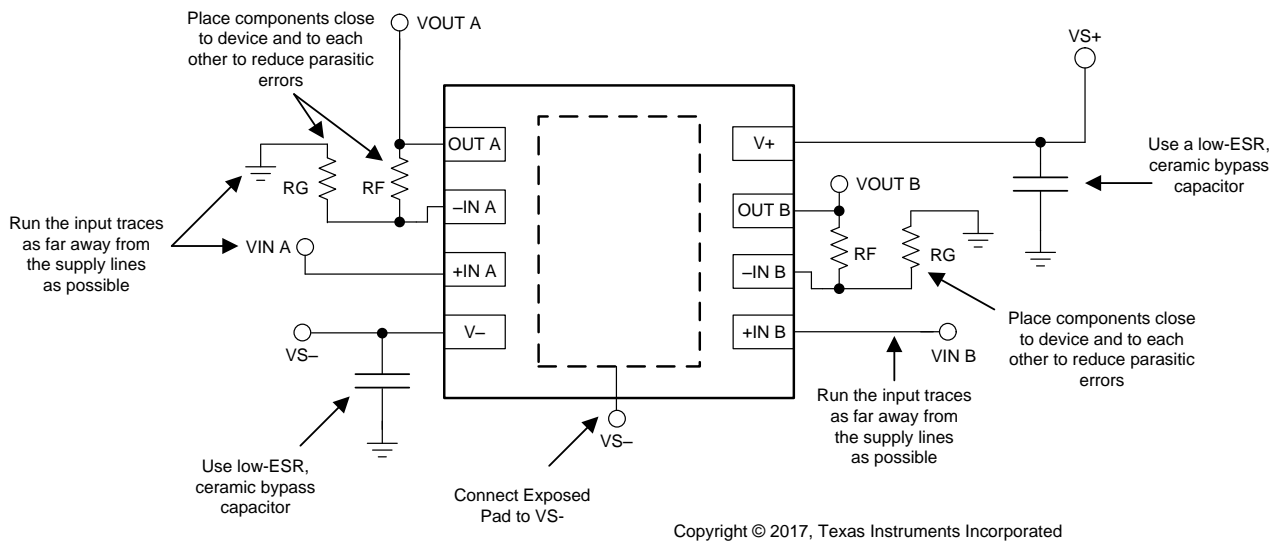 Place components close
to device and to each
other to reduce parasitic
errors
VOUT A
VS+
OUT A
V+
Use a low-ESR,
ceramic bypass
capacitor
RG
RF
VOUT B
–IN A
OUT B
Run the input traces
as far away from
the supply lines
as possible
VIN A
+IN A
RF
RG
–IN B
V–
+IN B
VS–
VIN B
Place components close
to device and to each
other to reduce parasitic
errors
Run the input traces
as far away from
the supply lines
as possible
VS–
Use low-ESR,
ceramic bypass
capacitor
Connect Exposed
Pad to VS-
Copyright © 2017, Texas Instruments Incorporated